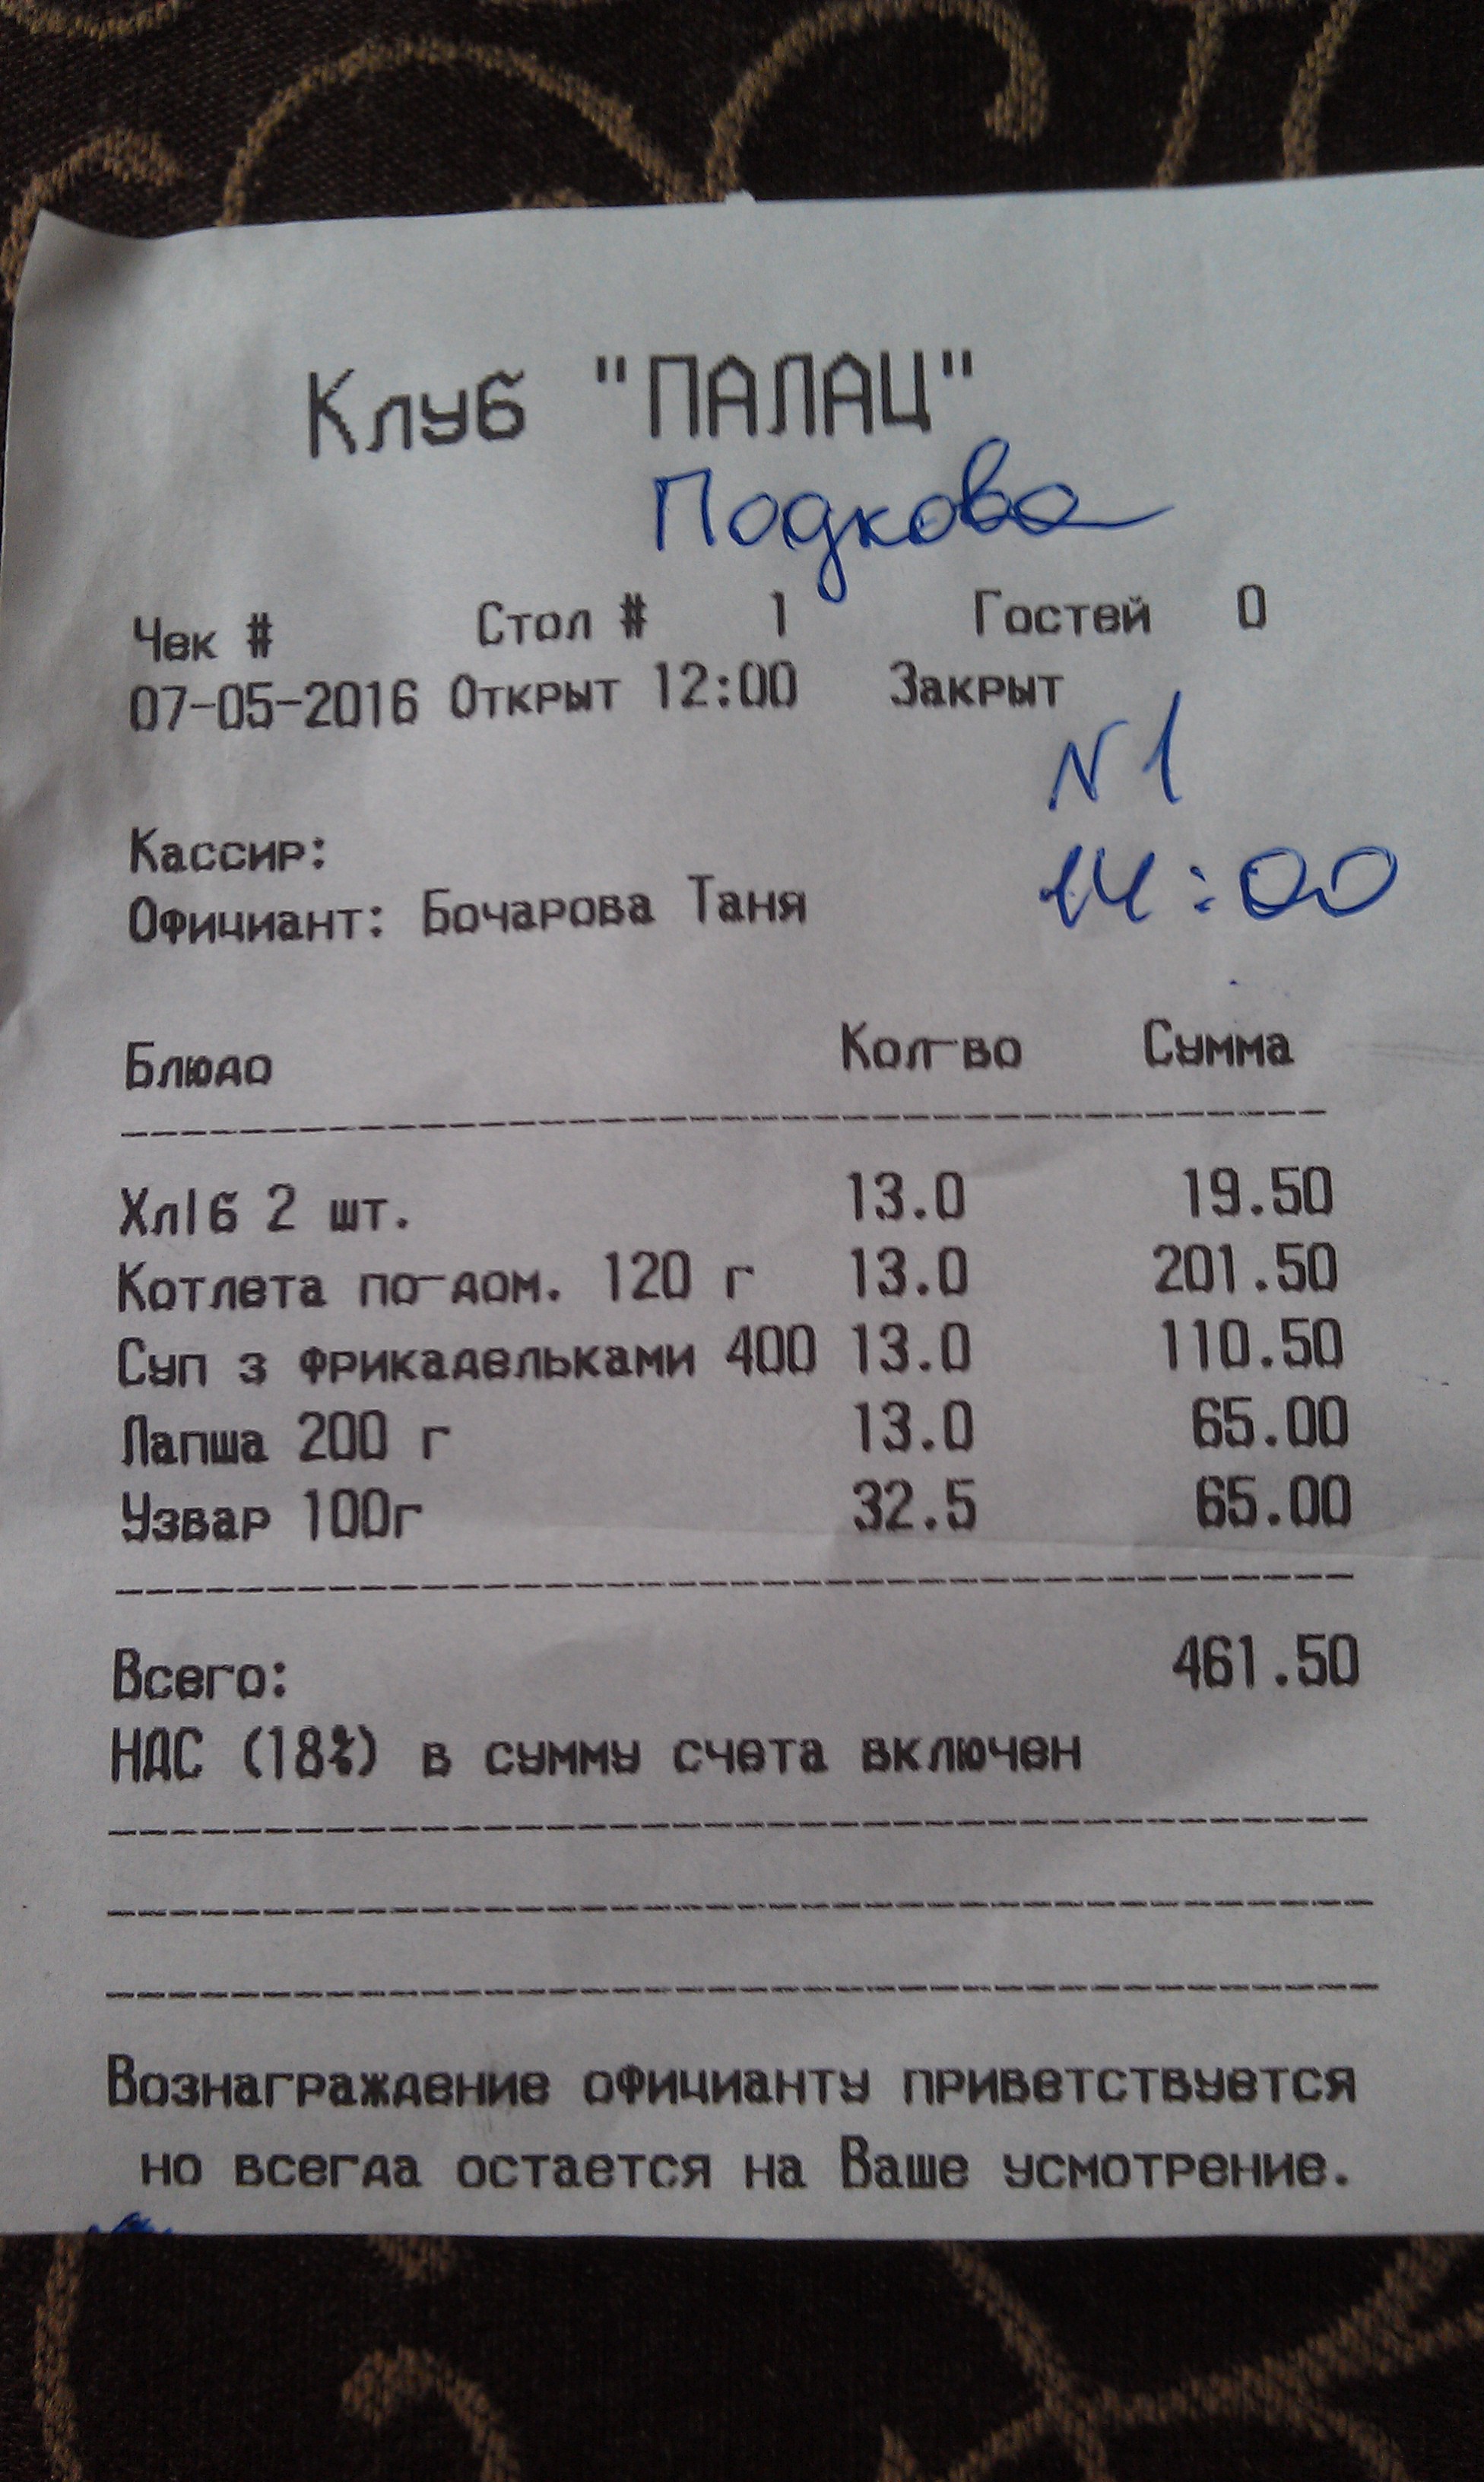 Клуб "ПАЛАЦ"
Подкова
Чек # Стол # 1 Гостей 0
07-05-2016 Открыт 12:00 Закрыт
N1
Кассир:
14:00
Официант: Бочарова Таня
Блюдо Кол-во Сумма
ХлIб 2 шт. 13.0 19.50
Котлета по-дом. 120 г 13.0 201.50
Суп з фрикадельками 400 13.0 110.50
Лапша 200 г 13.0 65.00
Узвар 100г 32.5 65.00
Всего: 461.50
НДС (18%) в сумму счета включен
Вознаграждение официанту приветствуется
но всегда остается на Ваше усмотрение.